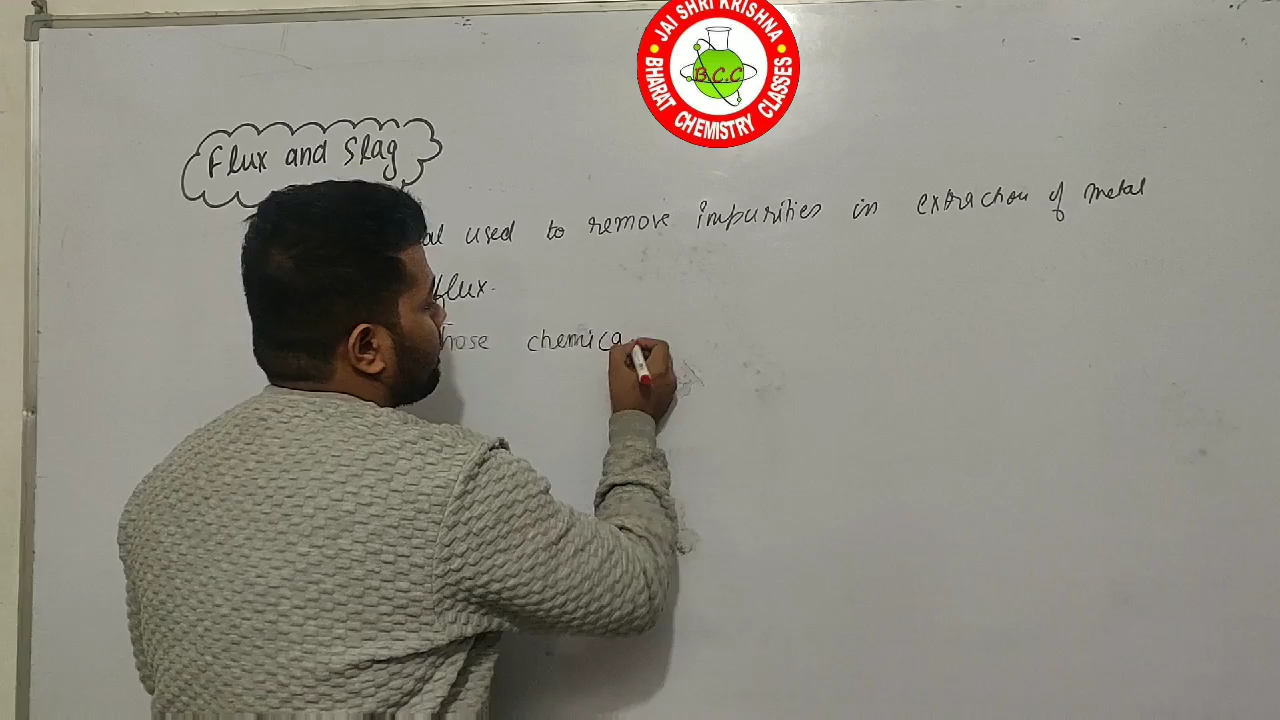 JAI SHRI KRISHNA
B.C.C
BHARAT CHEMISTRY CLASSES
Flux and Slag
used to remove impurities in extraction of metal
flux.
hose chemica